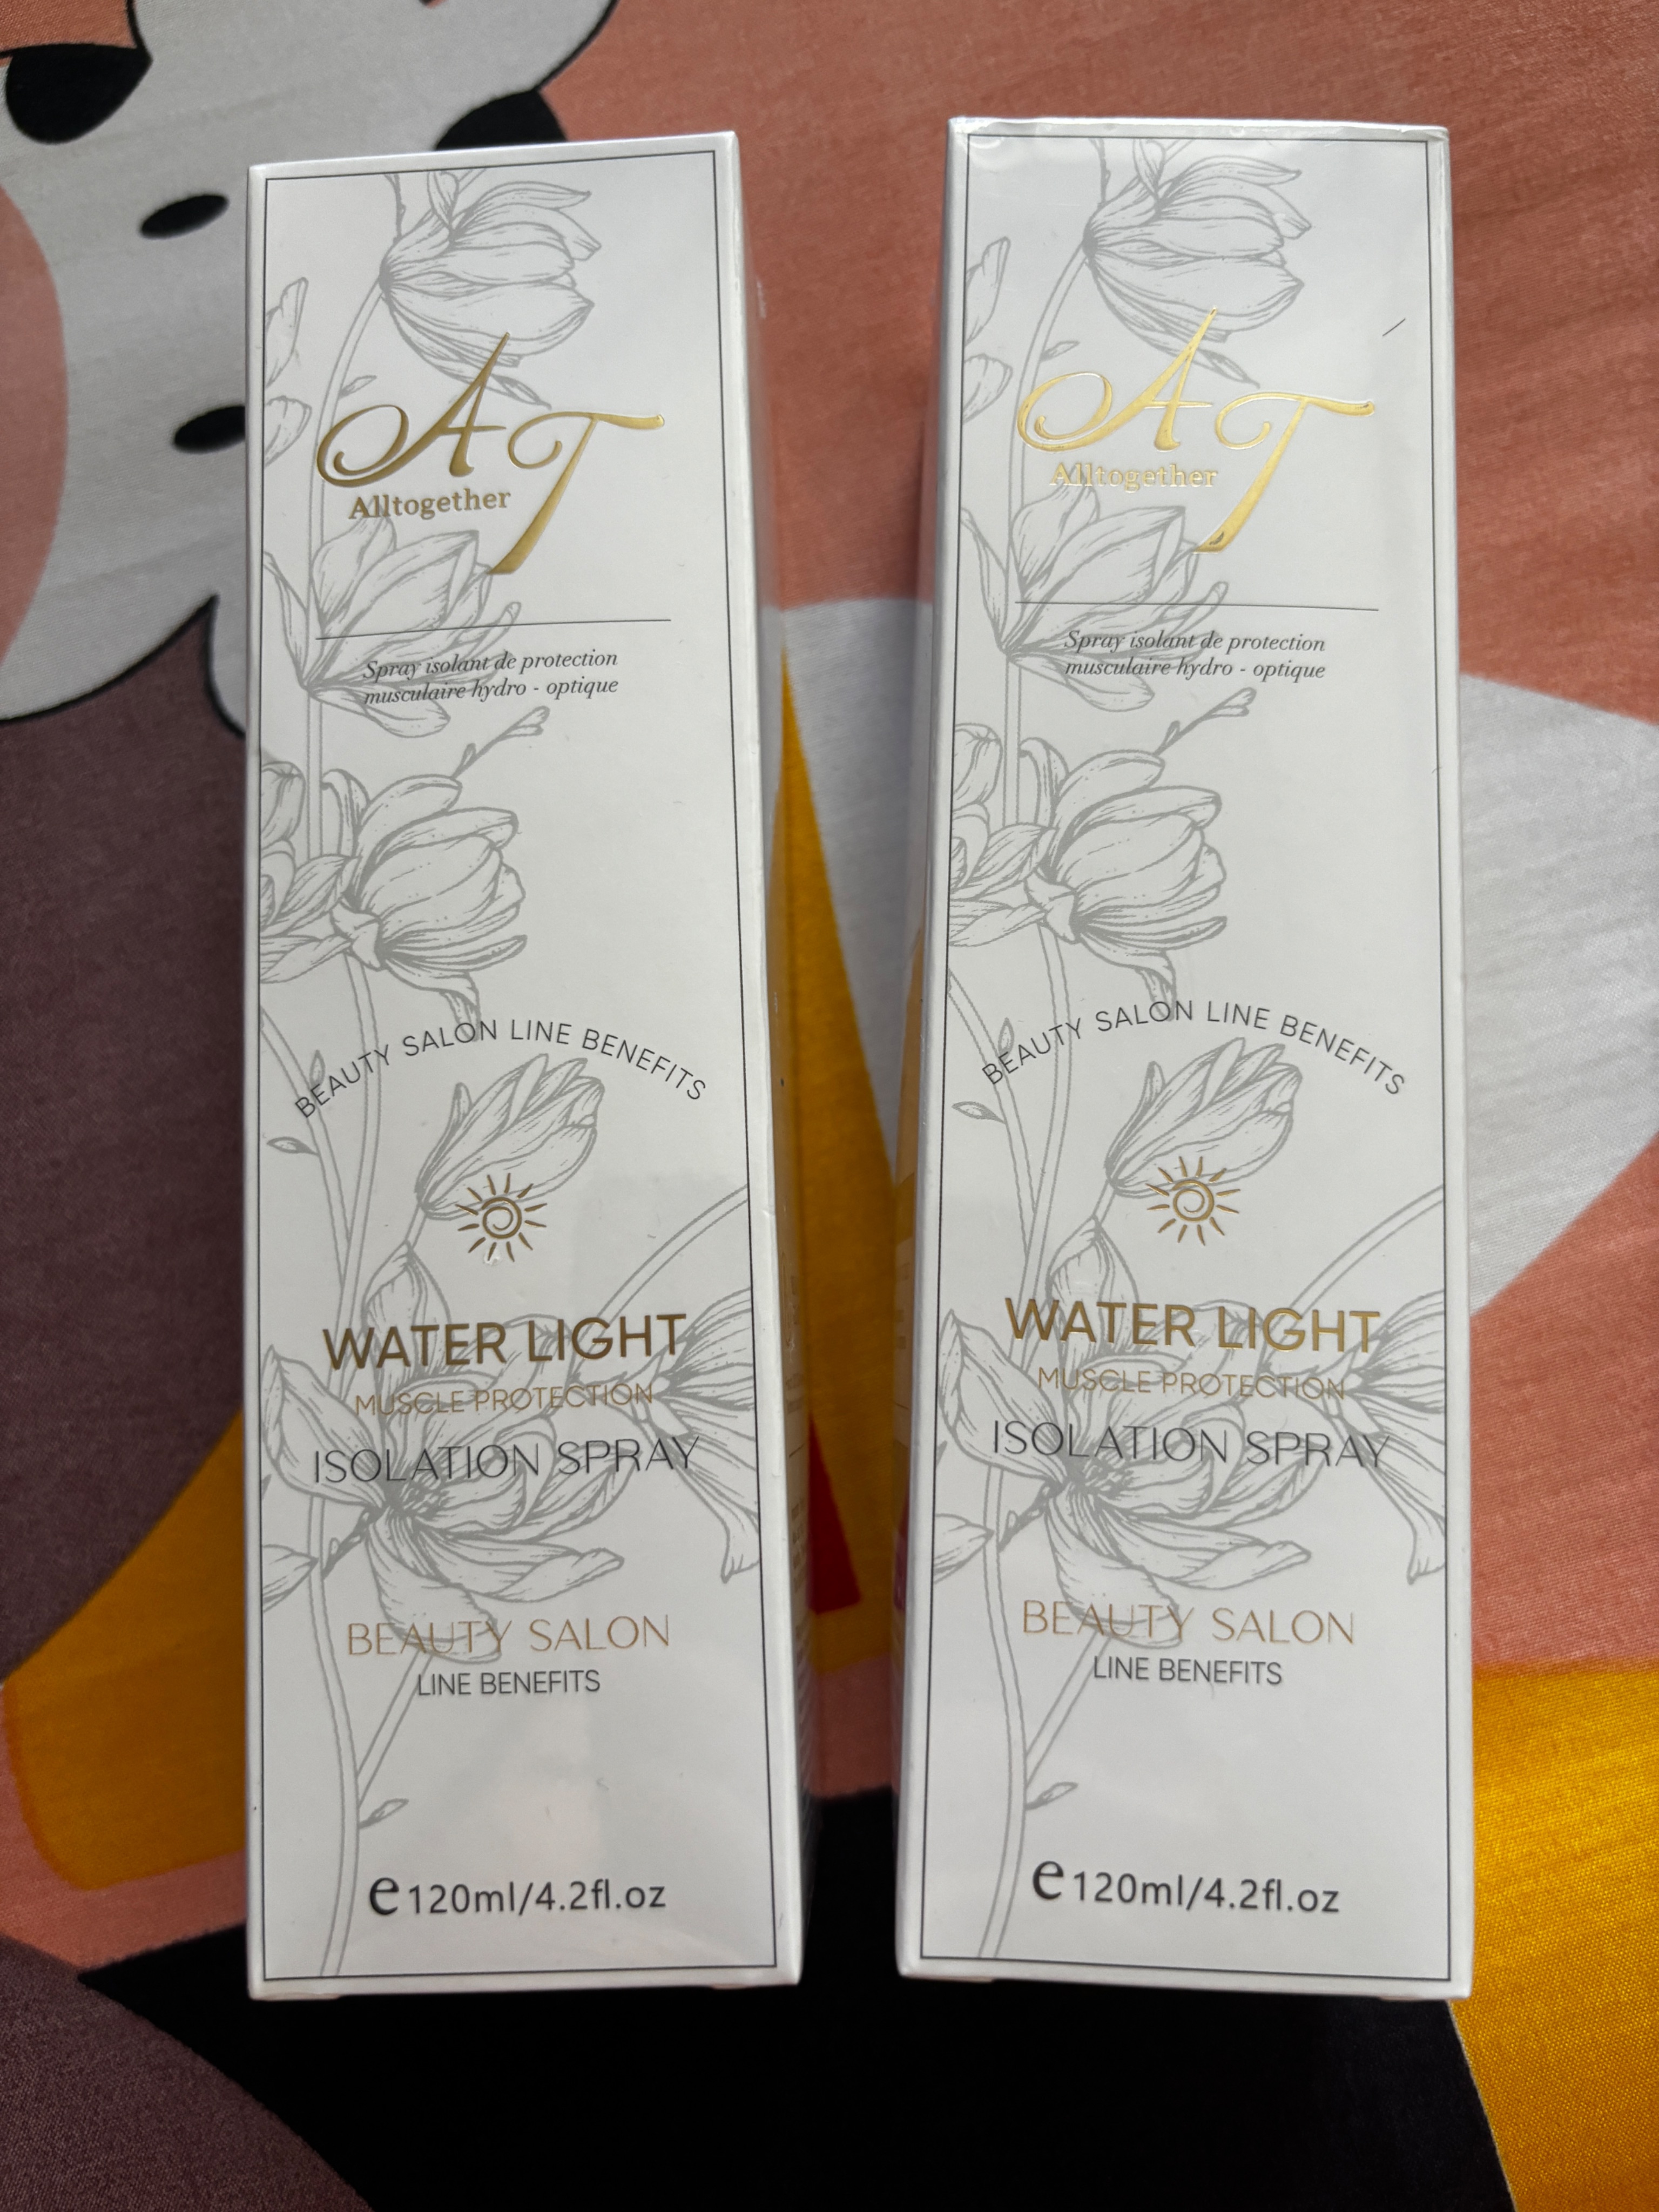 AT
Alltogether
Spray isolant de protection
musculaire hydro - optique
BEAUTY SALON LINE BENEFITS
WATER LIGHT
MUSCLE PROTECTION
ISOLATION SPRAY
BEAUTY SALON
LINE BENEFITS
e120ml/4.2fl.oz
AT
Alltogether
Spray isolant de protection
musculaire hydro - optique
BEAUTY SALON LINE BENEFITS
WATER LIGHT
MUSCLE PROTECTION
ISOLATION SPRAY
BEAUTY SALON
LINE BENEFITS
e120ml/4.2fl.oz